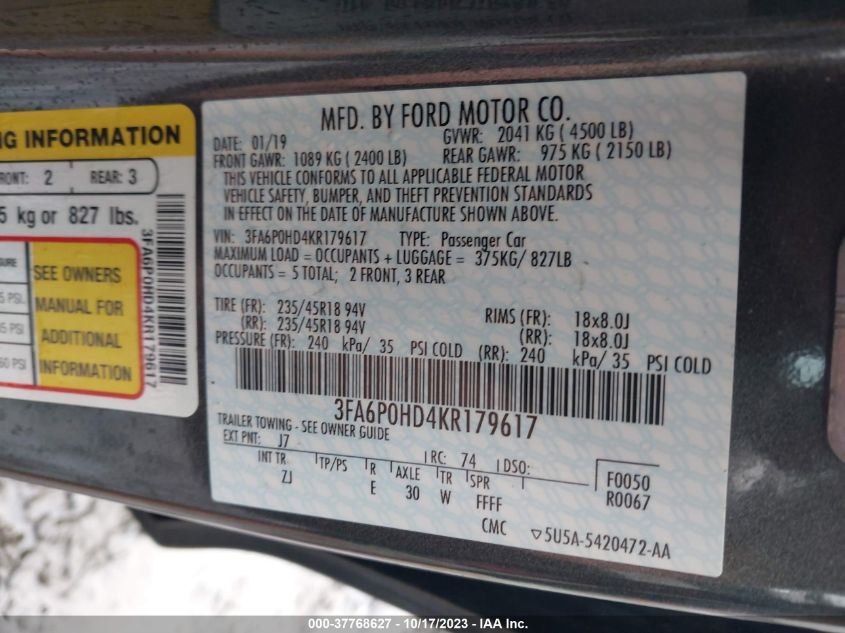 NG INFORMATION
RONT: 2 REAR: 3
5 kg or 827 lbs.
SEE OWNERS
MANUAL FOR
ADDITIONAL
INFORMATION
5 PSI
35 PSI
60 PSI
3FA6P0HD4KR179617
MFD. BY FORD MOTOR CO.
DATE: 01/19 GVWR: 2041 KG ( 4500 LB)
FRONT GAWR: 1089 KG ( 2400 LB) REAR GAWR: 975 KG ( 2150 LB)
THIS VEHICLE CONFORMS TO ALL APPLICABLE FEDERAL MOTOR
VEHICLE SAFETY, BUMPER, AND THEFT PREVENTION STANDARDS
IN EFFECT ON THE DATE OF MANUFACTURE SHOWN ABOVE.
VIN: 3FA6P0HD4KR179617 TYPE: Passenger Car
MAXIMUM LOAD = OCCUPANTS + LUGGAGE = 375KG/ 827LB
OCCUPANTS = 5 TOTAL; 2 FRONT, 3 REAR
TIRE (FR): 235/45R18 94V RIMS (FR): 18x8.0J
(RR): 235/45R18 94V (RR): 18x8.0J
PRESSURE (FR): 240 kPa/ 35 PSI COLD (RR): 240 kPa/ 35 PSI COLD
3FA6P0HD4KR179617
TRAILER TOWING - SEE OWNER GUIDE
EXT PNT: J7 RC: 74 DSO: F0050
INT TR TP/PS R AXLE TR SPR R0067
ZJ E 30 W FFFF
CMC ▽5U5A-5420472-AA
000-37768627 - 10/17/2023 - IAA Inc.